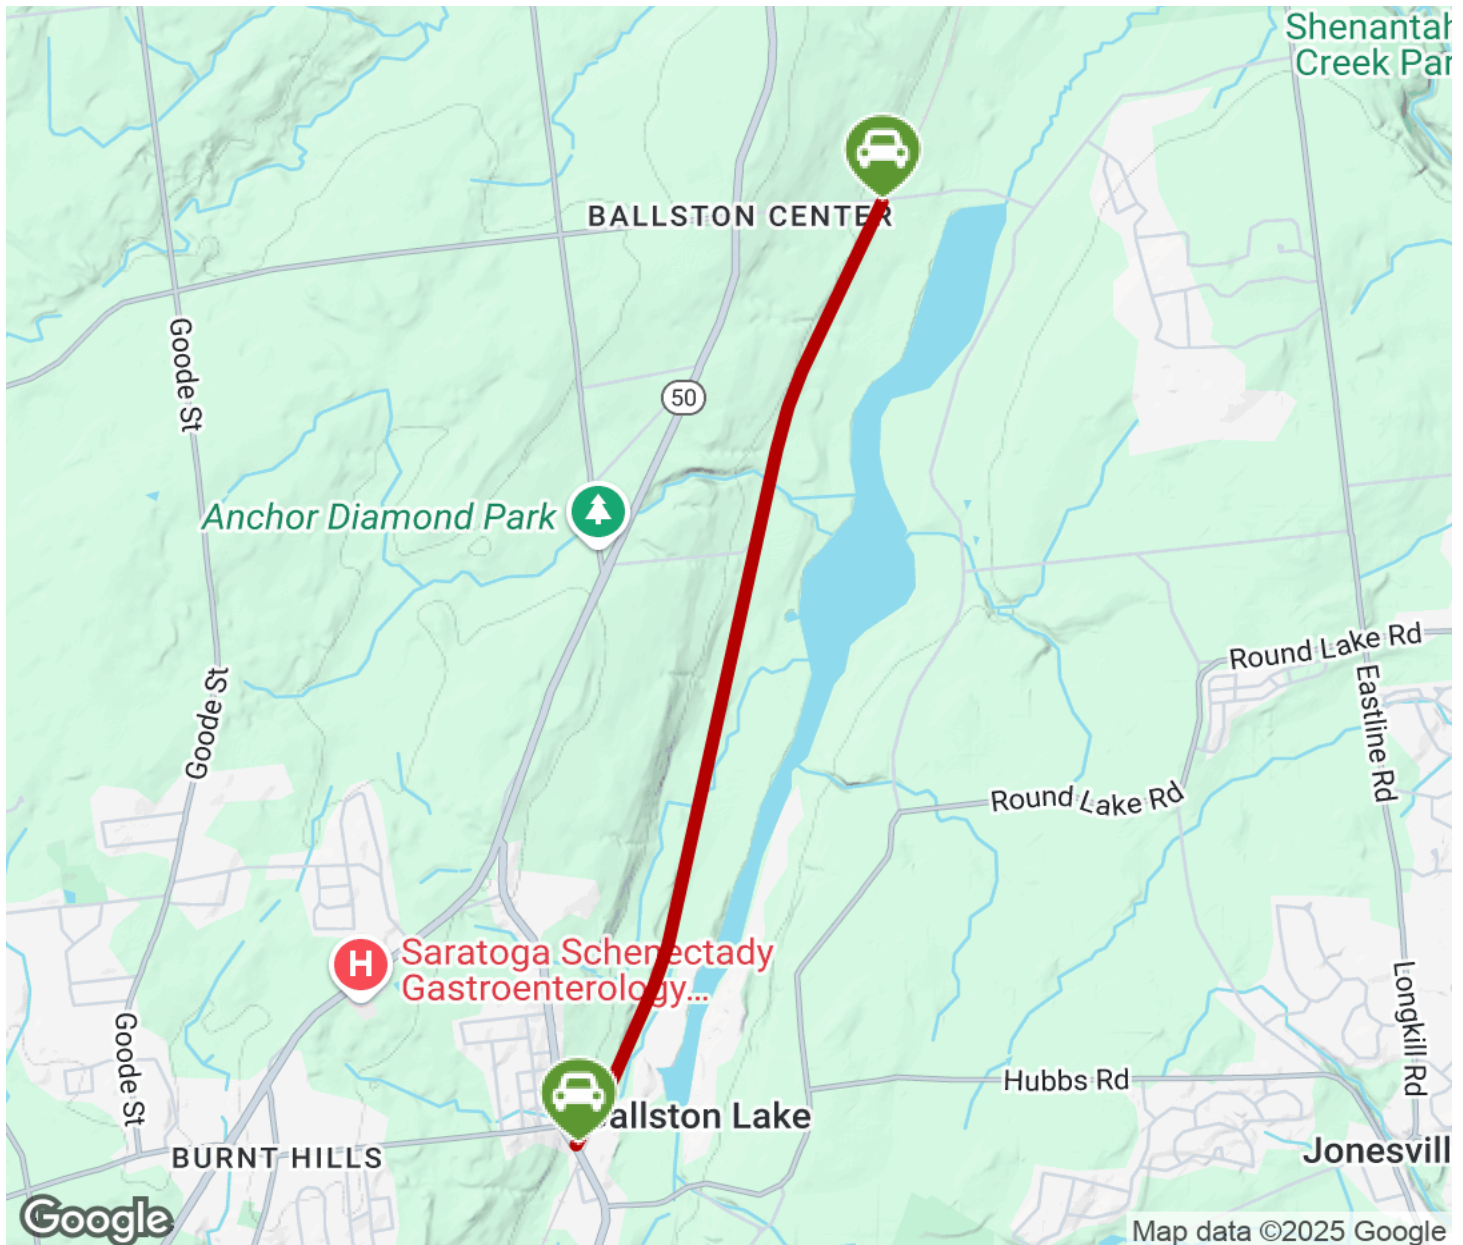 Shenantah
Creek Par
BALLSTON CENTER
Goode St
50
Anchor Diamond Park
Round Lake Rd
Eastline Rd
Goode St
Round Lake Rd
H
Saratoga Schenectady
Gastroenterology...
Longkill Rd
Goode St
Hubbs Rd
allston Lake
BURNT HILLS
Jonesvill
Google
Map data ©2025 Google